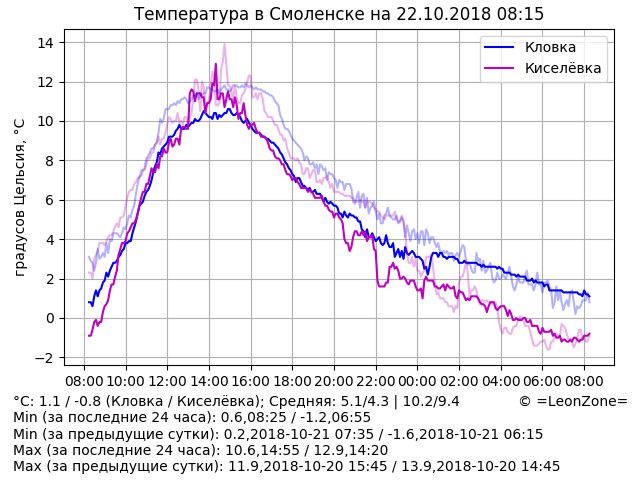 Температура в Смоленске на 22.10.2018 08:15
градусов Цельсия, °C
14
12
10
8
6
4
2
0
−2
Кловка
Киселёвка
08:00 10:00 12:00 14:00 16:00 18:00 20:00 22:00 00:00 02:00 04:00 06:00 08:00
°C: 1.1 / -0.8 (Кловка / Киселёвка); Средняя: 5.1/4.3 | 10.2/9.4 © =LeonZone=
Min (за последние 24 часа): 0.6,08:25 / -1.2,06:55
Min (за предыдущие сутки): 0.2,2018-10-21 07:35 / -1.6,2018-10-21 06:15
Max (за последние 24 часа): 10.6,14:55 / 12.9,14:20
Max (за предыдущие сутки): 11.9,2018-10-20 15:45 / 13.9,2018-10-20 14:45